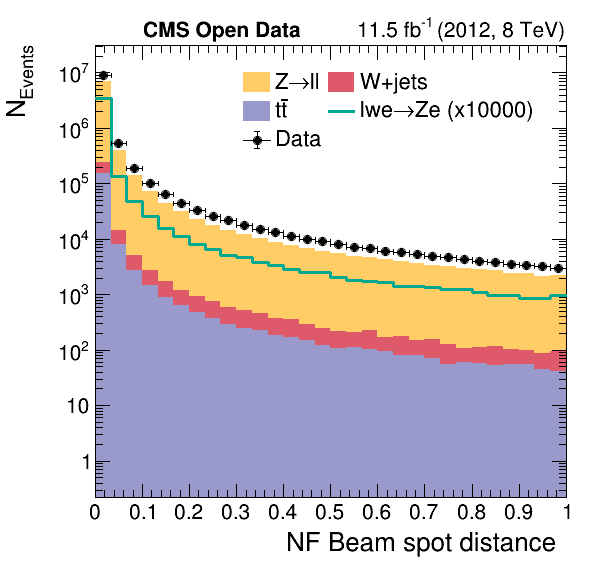 CMS Open Data 11.5 fb⁻¹ (2012, 8 TeV)
N_Events
Z→ll W+jets
tt̄ lwe→Ze (x10000)
Data
10⁷
10⁶
10⁵
10⁴
10³
10²
10
1
0 0.1 0.2 0.3 0.4 0.5 0.6 0.7 0.8 0.9 1
NF Beam spot distance